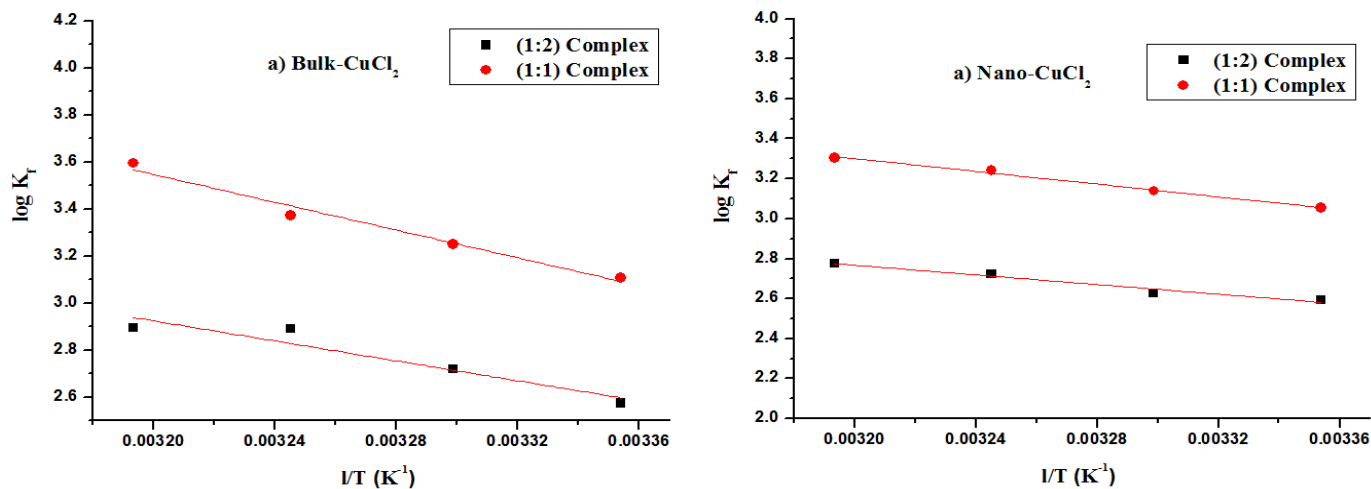 4.2
4.0
3.8
3.6
3.4
3.2
3.0
2.8
2.6
log K_f
a) Bulk-CuCl₂
(1:2) Complex
(1:1) Complex
0.00320 0.00324 0.00328 0.00332 0.00336
l/T (K⁻¹)
4.0
3.8
3.6
3.4
3.2
3.0
2.8
2.6
2.4
2.2
2.0
log K_f
a) Nano-CuCl₂
(1:2) Complex
(1:1) Complex
0.00320 0.00324 0.00328 0.00332 0.00336
l/T (K⁻¹)